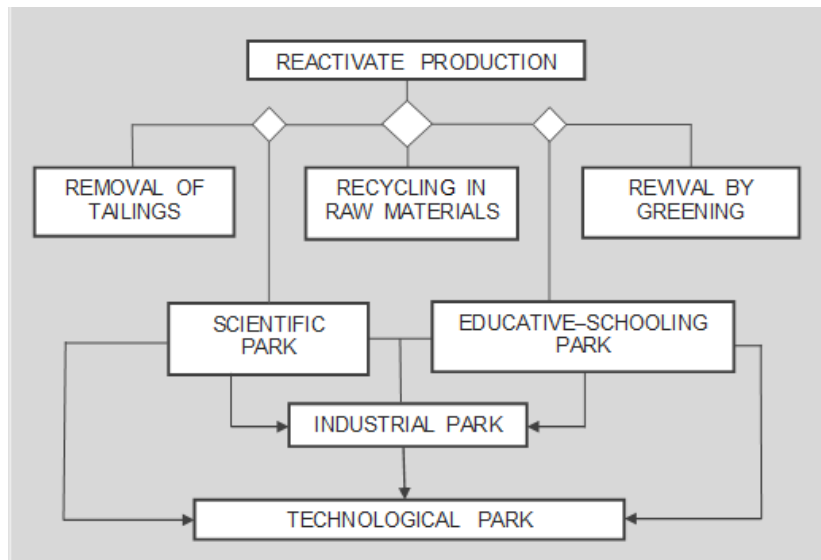 REACTIVATE PRODUCTION
REMOVAL OF
TAILINGS
RECYCLING IN
RAW MATERIALS
REVIVAL BY
GREENING
SCIENTIFIC
PARK
EDUCATIVE–SCHOOLING
PARK
INDUSTRIAL PARK
TECHNOLOGICAL PARK